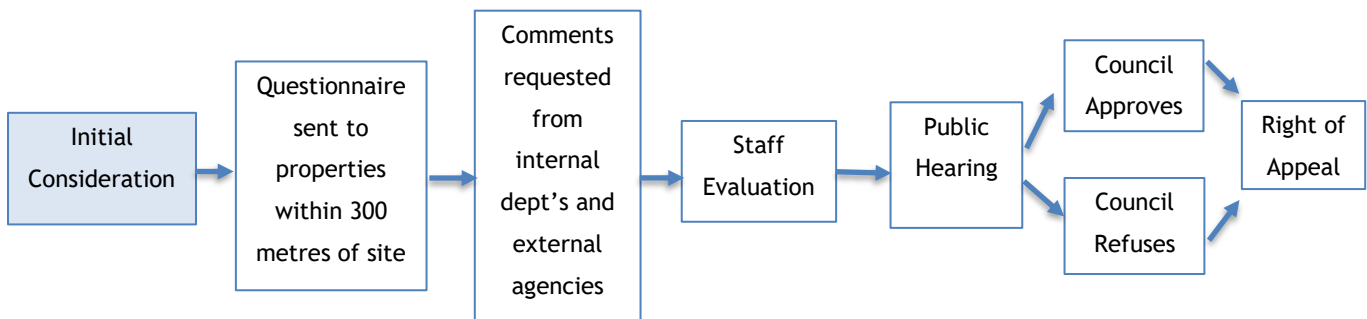 Initial
Consideration
Questionnaire
sent to
properties
within 300
metres of site
Comments
requested
from
internal
dept’s and
external
agencies
Staff
Evaluation
Public
Hearing
Council
Approves
Council
Refuses
Right of
Appeal